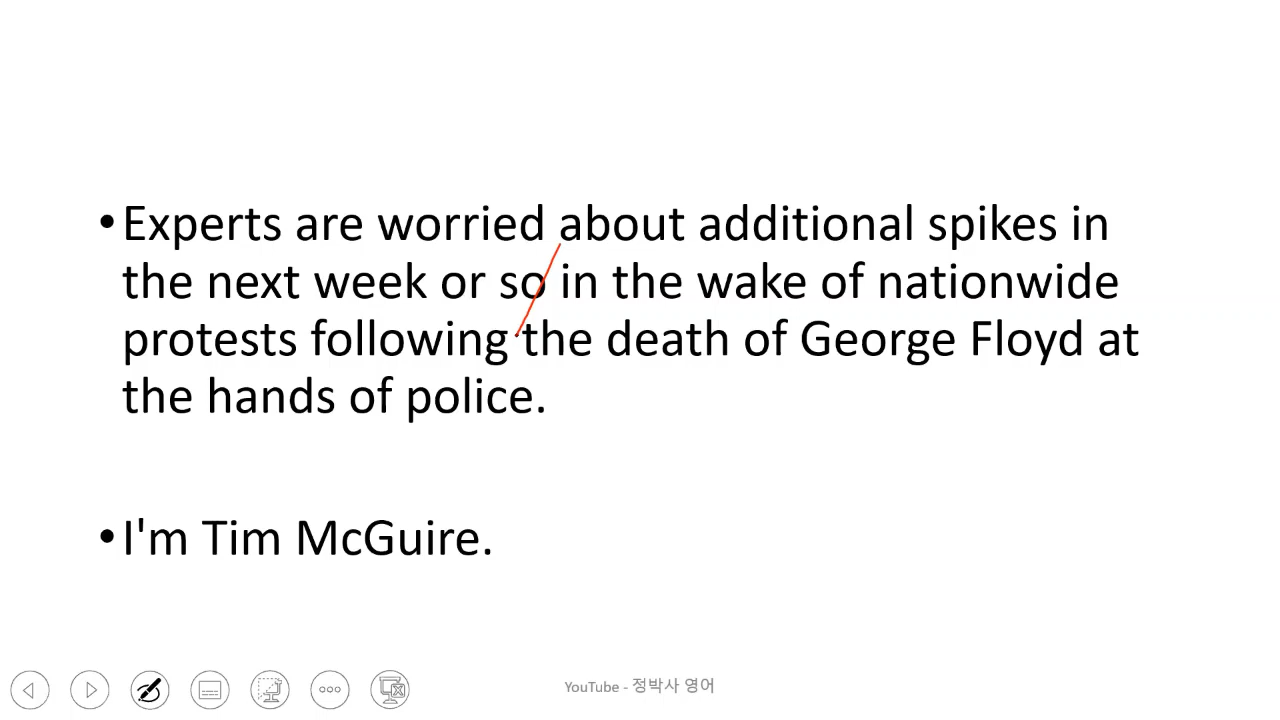 •Experts are worried about additional spikes in
the next week or so in the wake of nationwide
protests following the death of George Floyd at
the hands of police.
•I'm Tim McGuire.
YouTube - 정박사 영어